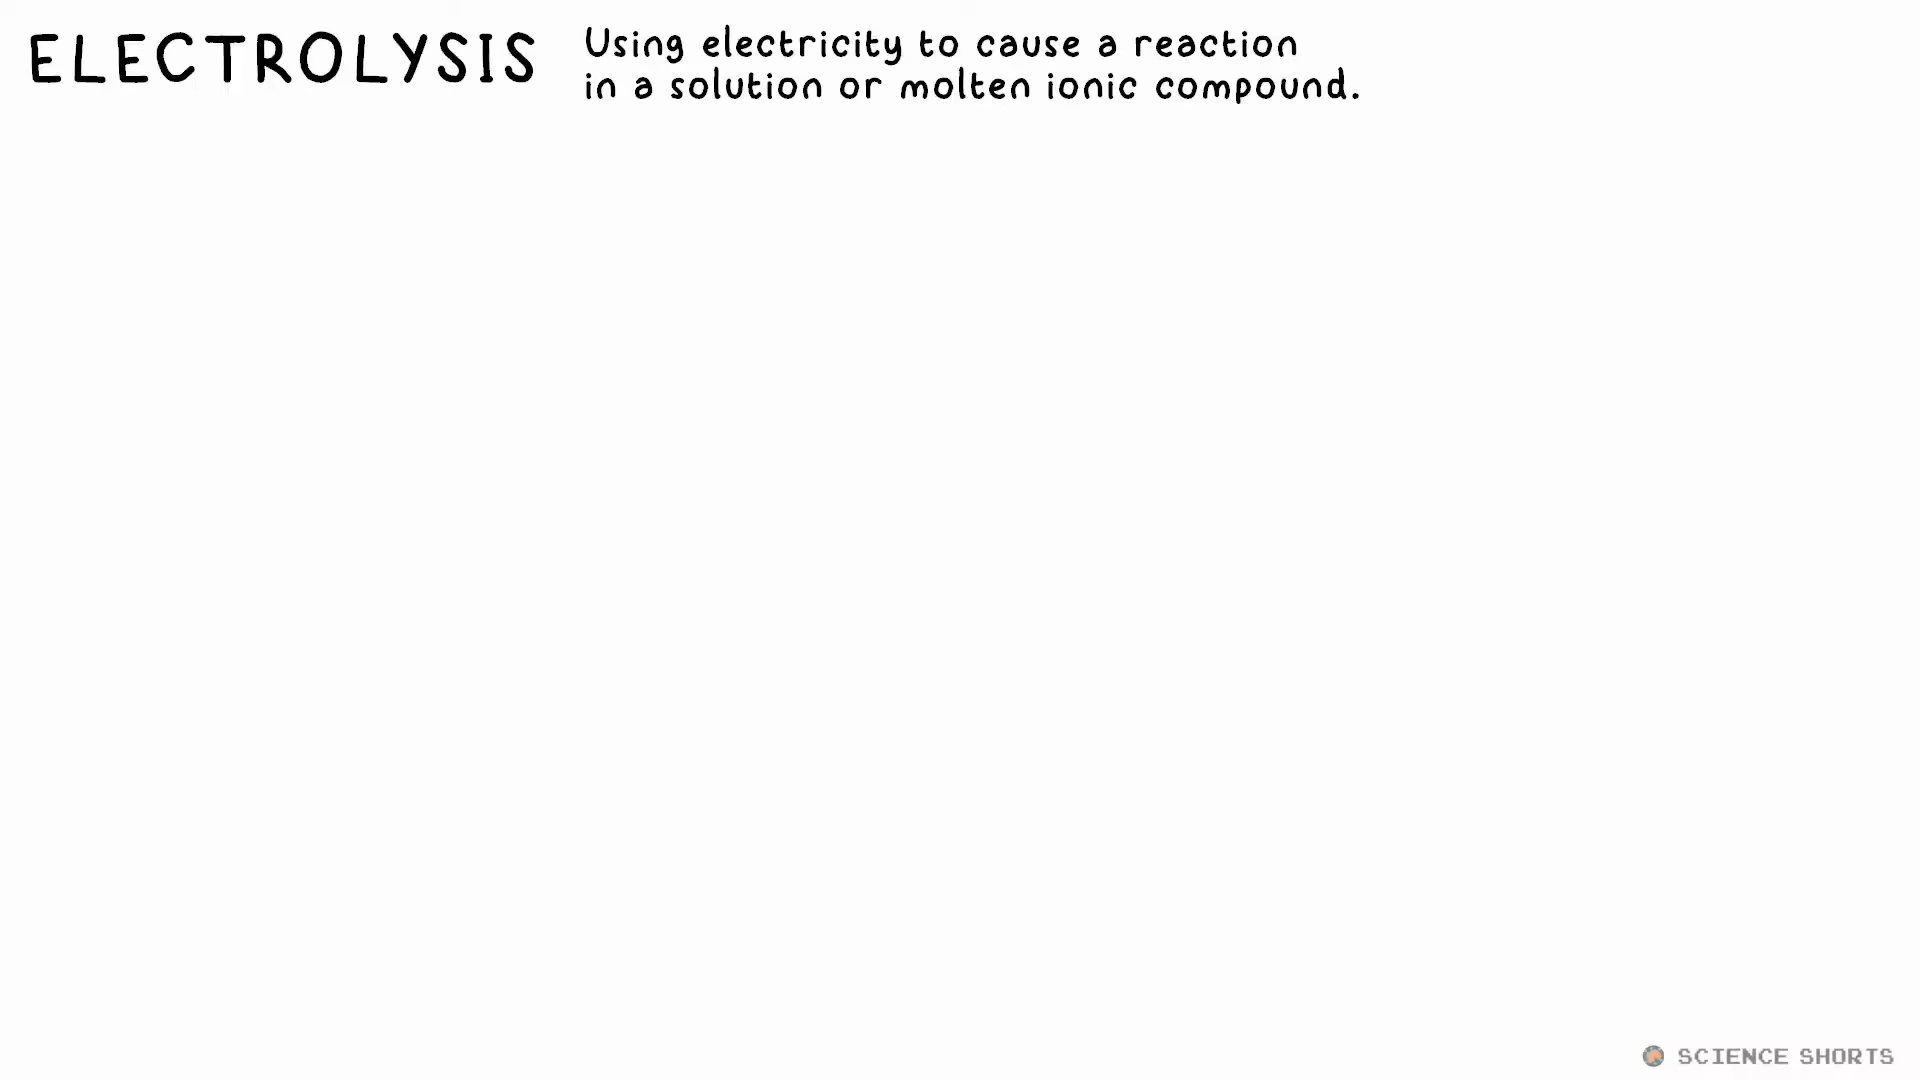 ELECTROLYSIS
Using electricity to cause a reaction
in a solution or molten ionic compound.
SCIENCE SHORTS